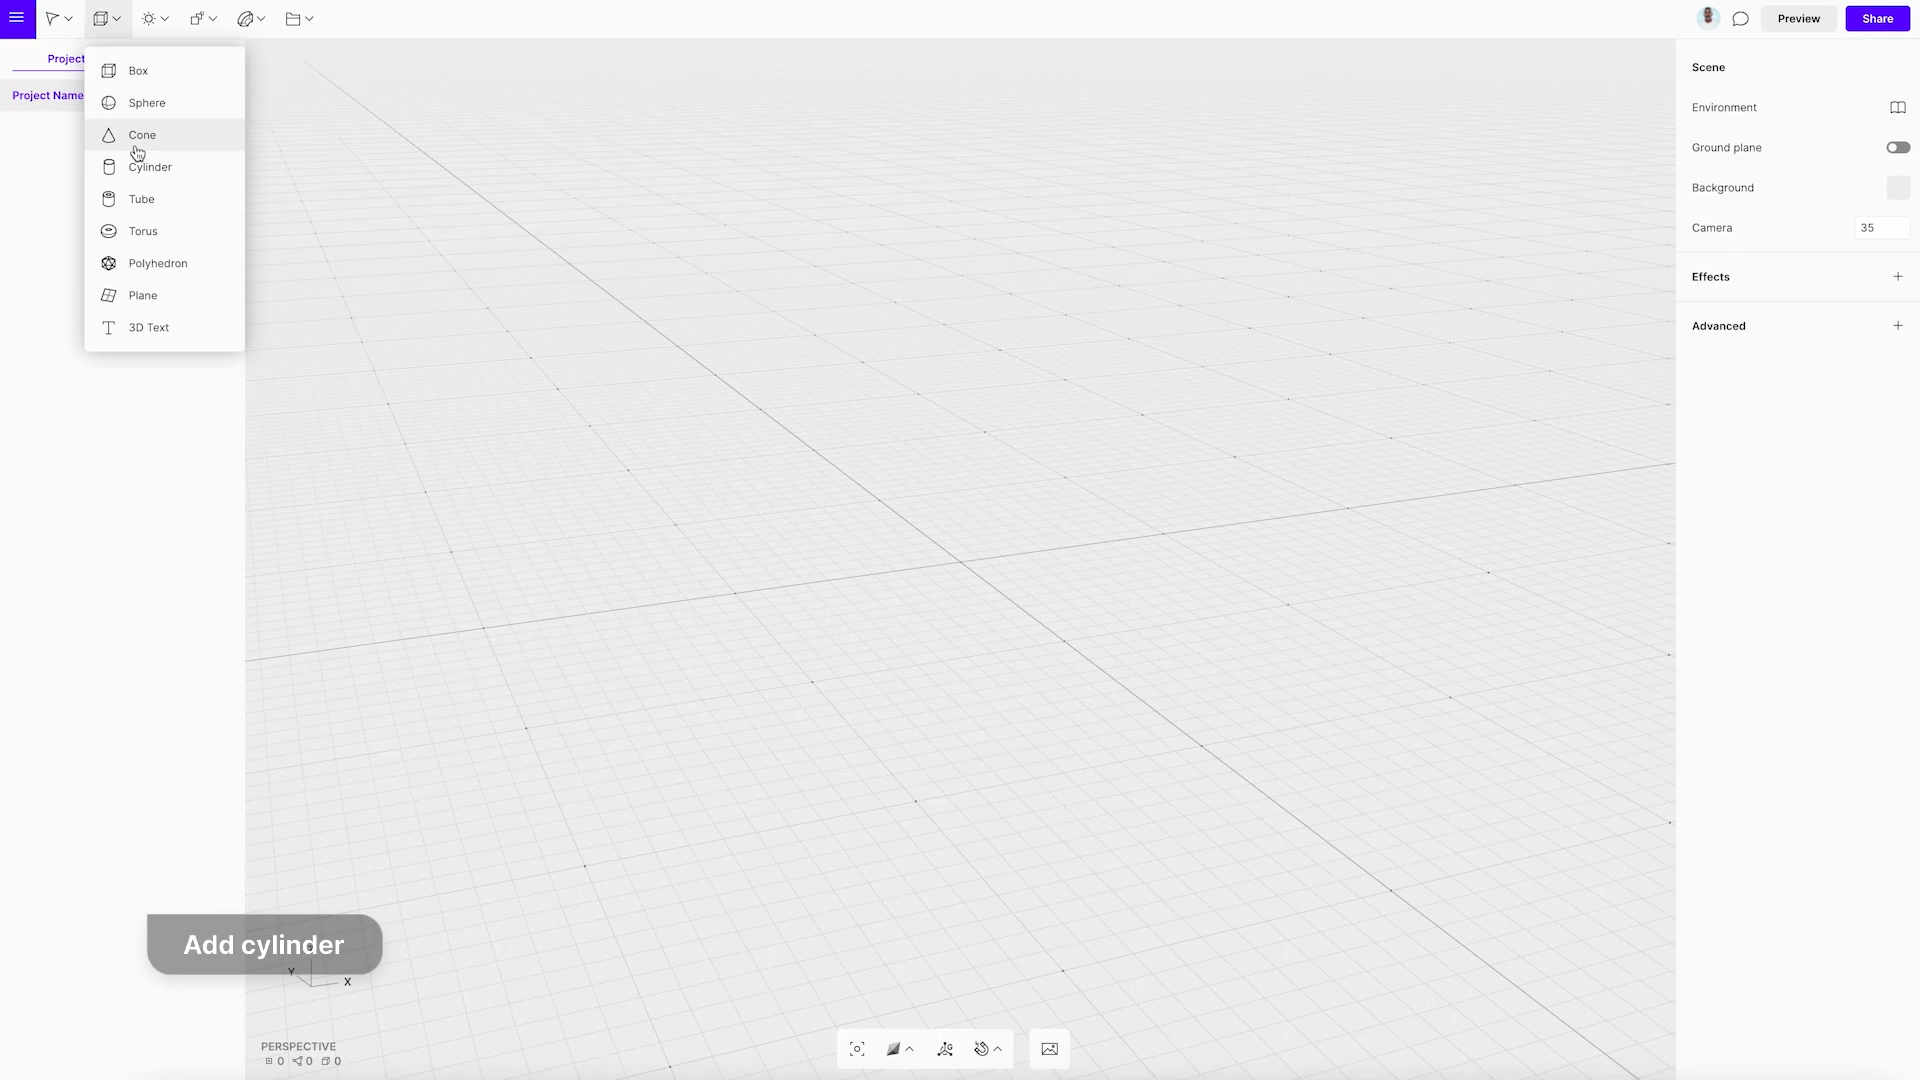 Preview
Share
Project
Project Name
Box
Sphere
Cone
Cylinder
Tube
Torus
Polyhedron
Plane
3D Text
Scene
Environment
Ground plane
Background
Camera
35
Effects
Advanced
Add cylinder
Y
X
PERSPECTIVE
0 0 0